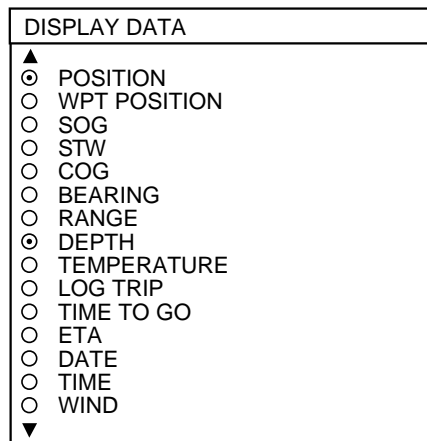 DISPLAY DATA
▲
⊙ POSITION
○ WPT POSITION
○ SOG
○ STW
○ COG
○ BEARING
○ RANGE
⊙ DEPTH
○ TEMPERATURE
○ LOG TRIP
○ TIME TO GO
○ ETA
○ DATE
○ TIME
○ WIND
▼